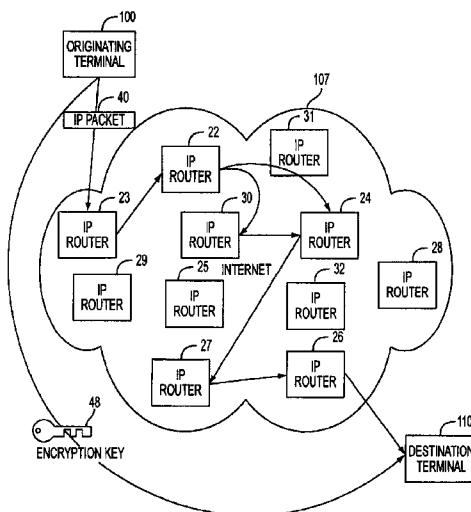 100
ORIGINATING
TERMINAL
40
IP PACKET
107
31
IP
ROUTER
22
IP
ROUTER
23
IP
ROUTER
30
IP
ROUTER
24
IP
ROUTER
29
IP
ROUTER
25
IP
ROUTER
INTERNET
32
IP
ROUTER
28
IP
ROUTER
27
IP
ROUTER
26
IP
ROUTER
48
ENCRYPTION KEY
110
DESTINATION
TERMINAL